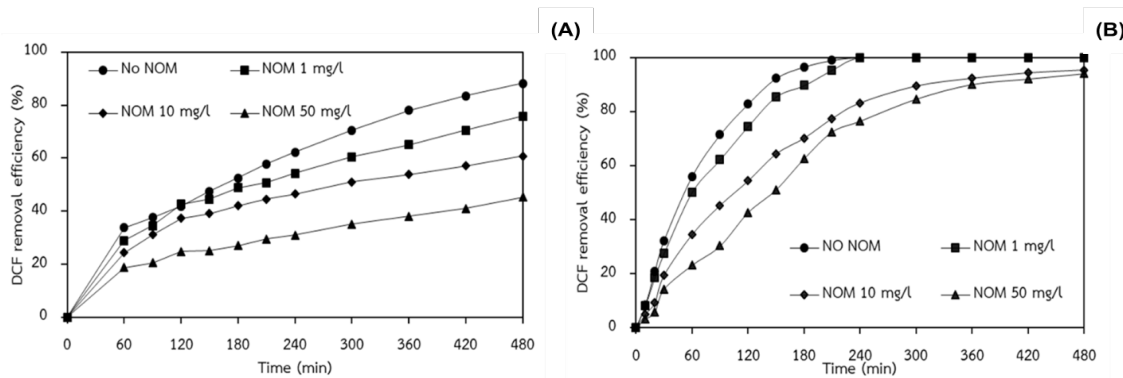 (A)
DCF removal efficiency (%)
100
80
60
40
20
0
No NOM
NOM 1 mg/l
NOM 10 mg/l
NOM 50 mg/l
0 60 120 180 240 300 360 420 480
Time (min)
(B)
DCF removal efficiency (%)
100
80
60
40
20
0
NO NOM
NOM 1 mg/l
NOM 10 mg/l
NOM 50 mg/l
0 60 120 180 240 300 360 420 480
Time (min)